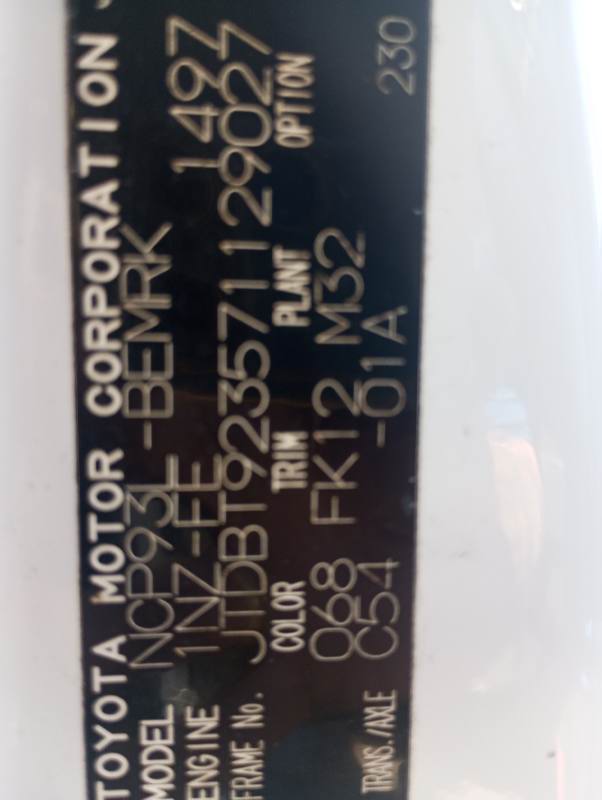 TOYOTA MOTOR CORPORATION
MODEL NCP93L -BEMRK
ENGINE 1NZ-FE 1497
FRAME No. JTDBT923571129027
COLOR TRIM PLANT OPTION
068 FK12 M32
TRANS./AXLE C54 -01A 230